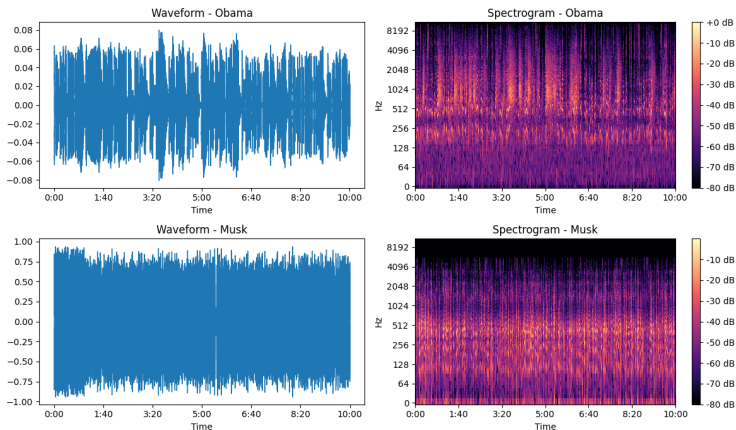 Waveform - Obama
0.08
0.06
0.04
0.02
0.00
−0.02
−0.04
−0.06
−0.08
0:00 1:40 3:20 5:00 6:40 8:20 10:00
Time
Spectrogram - Obama
Hz
8192
4096
2048
1024
512
256
128
64
0
0:00 1:40 3:20 5:00 6:40 8:20 10:00
Time
+0 dB
-10 dB
-20 dB
-30 dB
-40 dB
-50 dB
-60 dB
-70 dB
-80 dB
Waveform - Musk
1.00
0.75
0.50
0.25
0.00
−0.25
−0.50
−0.75
−1.00
0:00 1:40 3:20 5:00 6:40 8:20 10:00
Time
Spectrogram - Musk
Hz
8192
4096
2048
1024
512
256
128
64
0
0:00 1:40 3:20 5:00 6:40 8:20 10:00
Time
-10 dB
-20 dB
-30 dB
-40 dB
-50 dB
-60 dB
-70 dB
-80 dB